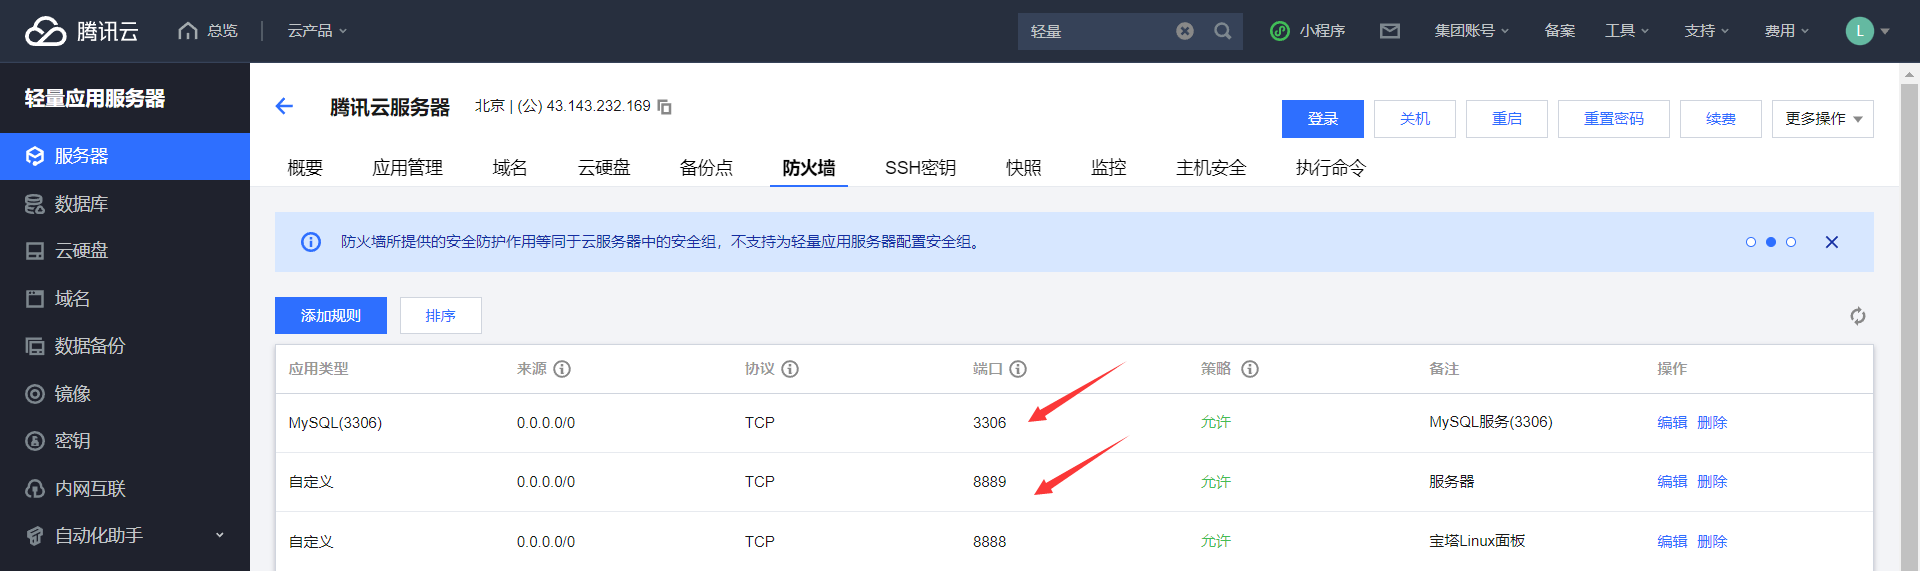 腾讯云 总览 云产品 轻量 小程序 集团账号 备案 工具 支持 费用 L
轻量应用服务器
服务器
数据库
云硬盘
域名
数据备份
镜像
密钥
内网互联
自动化助手
腾讯云服务器 北京 | (公) 43.143.232.169
登录 关机 重启 重置密码 续费 更多操作
概要 应用管理 域名 云硬盘 备份点 防火墙 SSH密钥 快照 监控 主机安全 执行命令
防火墙所提供的安全防护作用等同于云服务器中的安全组，不支持为轻量应用服务器配置安全组。
添加规则 排序
应用类型 来源 协议 端口 策略 备注 操作
MySQL(3306) 0.0.0.0/0 TCP 3306 允许 MySQL服务(3306) 编辑 删除
自定义 0.0.0.0/0 TCP 8889 允许 服务器 编辑 删除
自定义 0.0.0.0/0 TCP 8888 允许 宝塔Linux面板 编辑 删除